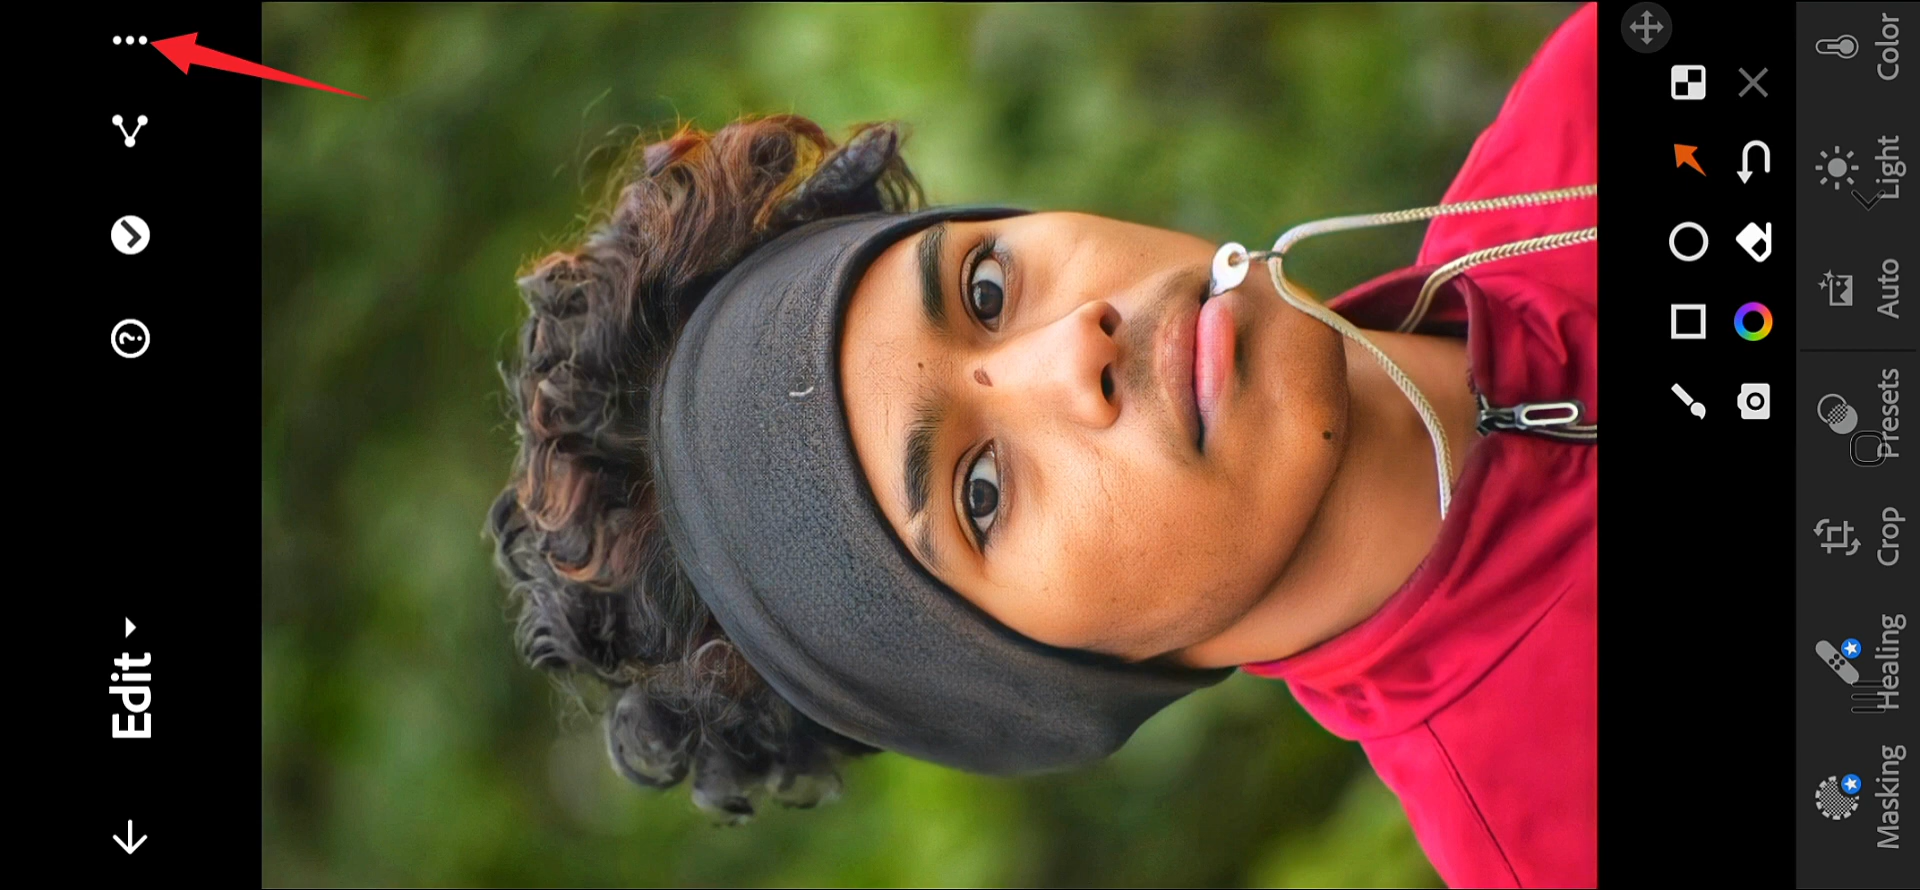 Edit
Masking
Healing
Crop
Presets
Auto
Light
Color